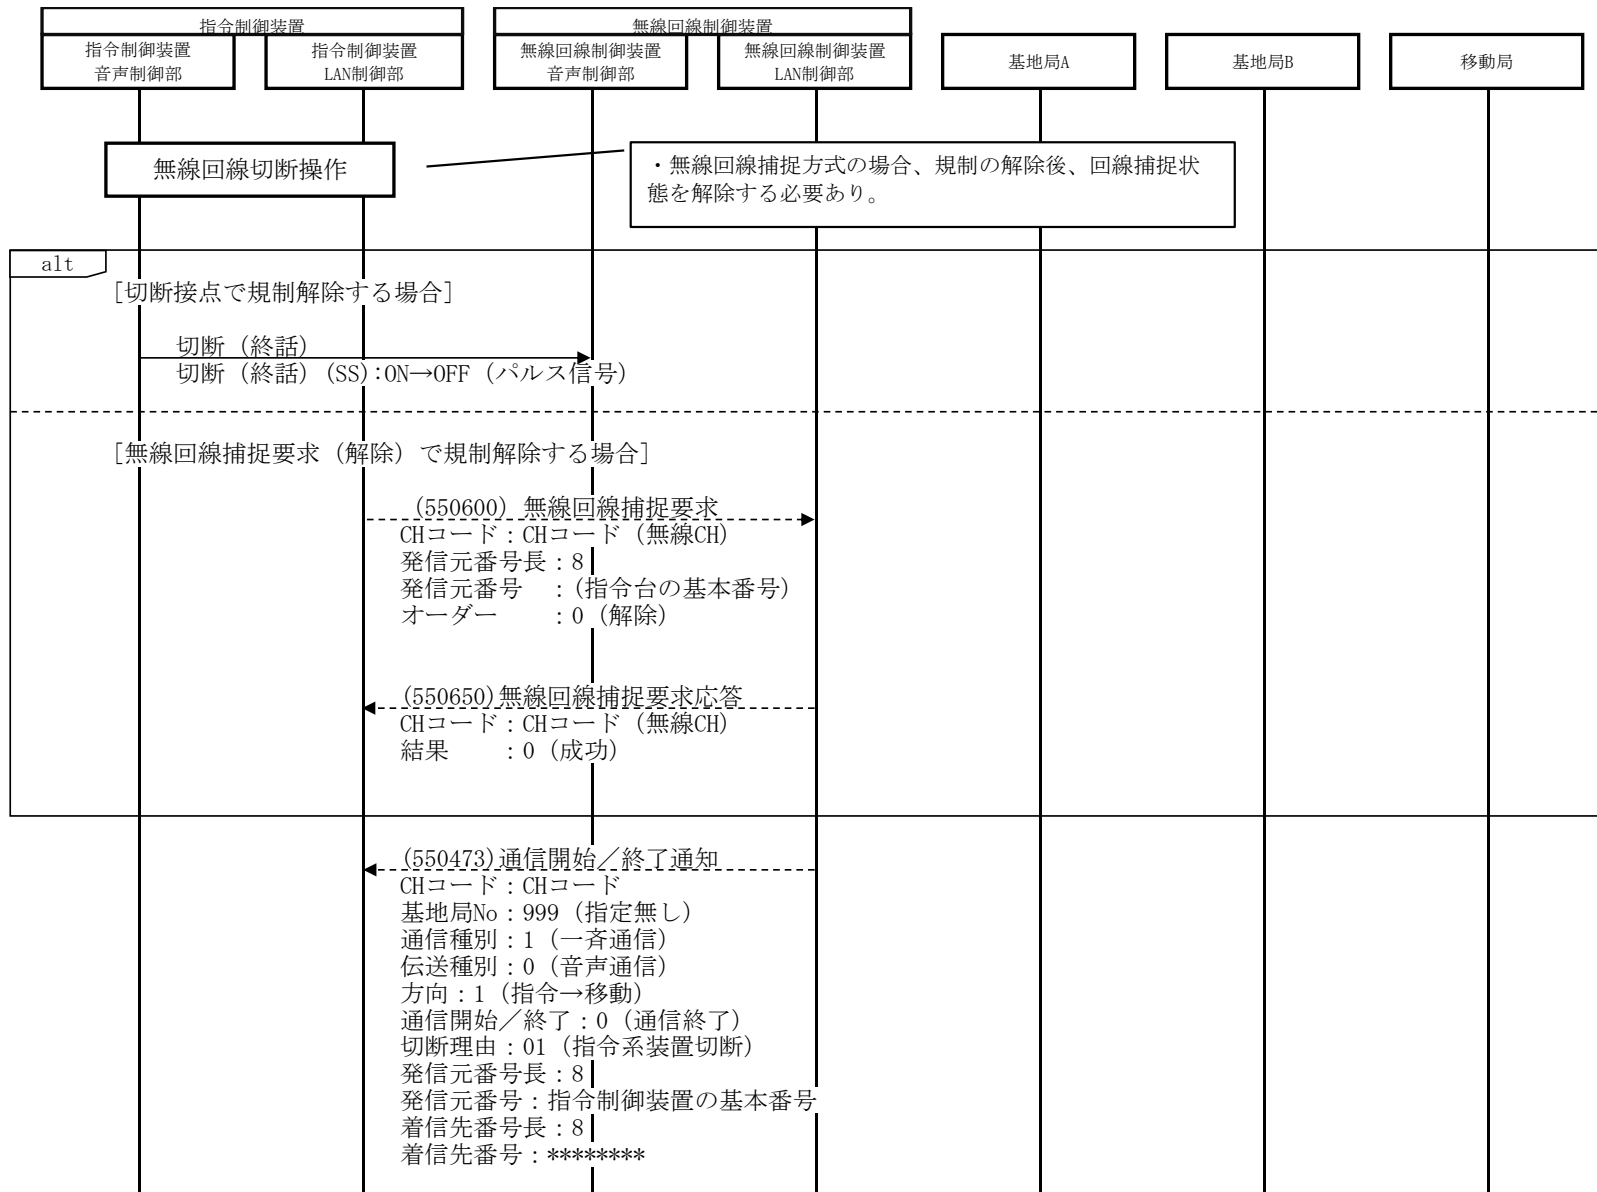 指令制御装置
無線回線制御装置
指令制御装置
音声制御部
指令制御装置
LAN制御部
無線回線制御装置
音声制御部
無線回線制御装置
LAN制御部
基地局A
基地局B
移動局
無線回線切断操作
・無線回線捕捉方式の場合、規制の解除後、回線捕捉状
態を解除する必要あり。
alt
[切断接点で規制解除する場合]
切断（終話）
切断（終話）(SS):ON→OFF（パルス信号）
[無線回線捕捉要求（解除）で規制解除する場合]
(550600) 無線回線捕捉要求
CHコード：CHコード（無線CH）
発信元番号長：8
発信元番号　：（指令台の基本番号）
オーダー　　：0（解除）
(550650)無線回線捕捉要求応答
CHコード：CHコード（無線CH）
結果　　：0（成功）
(550473)通信開始／終了通知
CHコード：CHコード
基地局No：999（指定無し）
通信種別：1（一斉通信）
伝送種別：0（音声通信）
方向：1（指令→移動）
通信開始／終了：0（通信終了）
切断理由：01（指令系装置切断）
発信元番号長：8
発信元番号：指令制御装置の基本番号
着信先番号長：8
着信先番号：********